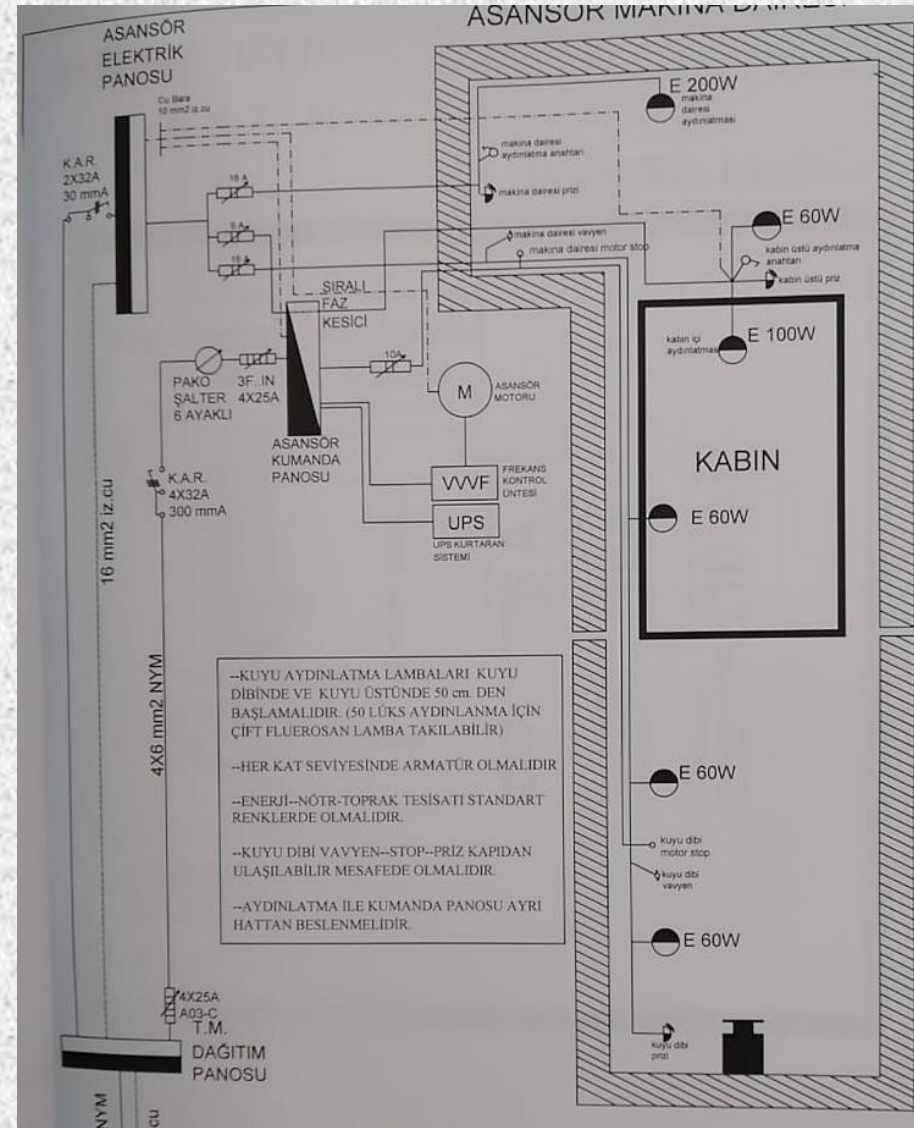 ASANSÖR MAKİNA DAİRESİ
ASANSÖR
ELEKTRİK
PANOSU
Cu Bara
10 mm2 iz.cu
K.A.R.
2X32A
30 mmA
16 A
6 A
16 A
E 200W
makina
dairesi
aydınlatması
makina dairesi
aydınlatma anahtarı
makina dairesi prizi
E 60W
kabin üstü aydınlatma
anahtarı
kabin üstü priz
makina dairesi vavyen
makina dairesi motor stop
SIRALI
FAZ
KESİCİ
10A
PAKO
ŞALTER
6 AYAKLI
3F..IN
4X25A
M
ASANSÖR
MOTORU
kabin içi
aydınlatması
E 100W
ASANSÖR
KUMANDA
PANOSU
KABIN
K.A.R.
4X32A
300 mmA
VVVF
FREKANS
KONTROL
ÜNTESİ
UPS
UPS KURTARAN
SİSTEMİ
E 60W
16 mm2 iz.cu
4X6 mm2 NYM
--KUYU AYDINLATMA LAMBALARI KUYU
DİBİNDE VE KUYU ÜSTÜNDE 50 cm. DEN
BAŞLAMALIDIR. (50 LÜKS AYDINLANMA İÇİN
ÇİFT FLUEROSAN LAMBA TAKILABİLİR)
--HER KAT SEVİYESİNDE ARMATÜR OLMALIDIR
--ENERJİ--NÖTR-TOPRAK TESİSATI STANDART
RENKLERDE OLMALIDIR.
--KUYU DİBİ VAVYEN--STOP--PRİZ KAPIDAN
ULAŞILABİLİR MESAFEDE OLMALIDIR.
--AYDINLATMA İLE KUMANDA PANOSU AYRI
HATTAN BESLENMELİDİR.
E 60W
kuyu dibi
motor stop
kuyu dibi
vavyen
E 60W
kuyu dibi
prizi
4X25A
A03-C
T.M.
DAĞITIM
PANOSU
NYM
cu